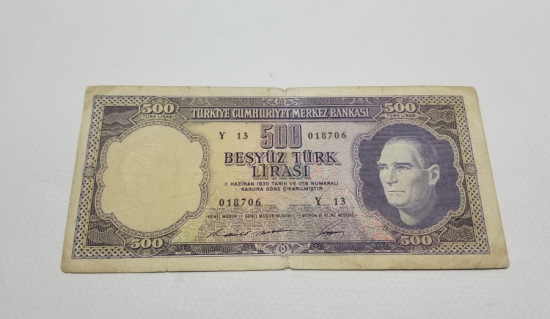 500 TÜRKİYE CUMHURİYET MERKEZ BANKASI 500
TÜRK LİRASI TÜRK LİRASI
Y 13 500 018706
BEŞYÜZ TÜRK
LİRASI
11 HAZİRAN 1930 TARİH VE 1715 NUMARALI
KANUNA GÖRE ÇIKARILMIŞTIR
018706 Y 13
500 500